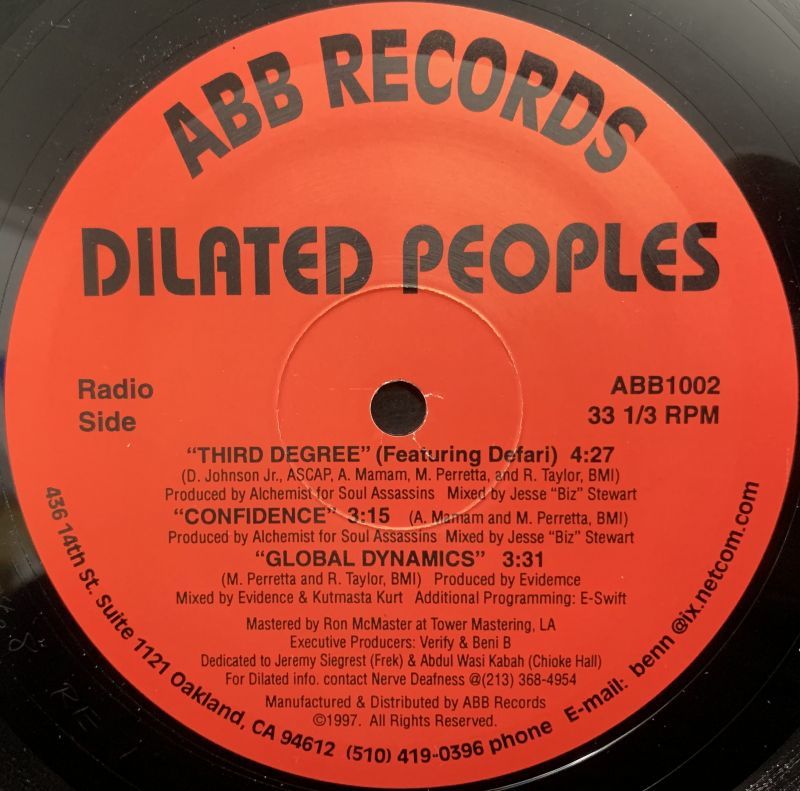 ABB RECORDS
DILATED PEOPLES
Radio
Side
ABB1002
33 1/3 RPM
"THIRD DEGREE" (Featuring Defari) 4:27
(D. Johnson Jr., ASCAP, A. Mamam, M. Perretta, and R. Taylor, BMI)
Produced by Alchemist for Soul Assassins Mixed by Jesse "Biz" Stewart
"CONFIDENCE" 3:15 (A. Mamam and M. Perretta, BMI)
Produced by Alchemist for Soul Assassins Mixed by Jesse "Biz" Stewart
"GLOBAL DYNAMICS" 3:31
(M. Perretta and R. Taylor, BMI) Produced by Evidemce
Mixed by Evidence & Kutmasta Kurt Additional Programming: E-Swift
Mastered by Ron McMaster at Tower Mastering, LA
Executive Producers: Verify & Beni B
Dedicated to Jeremy Siegrest (Frek) & Abdul Wasi Kabah (Chioke Hall)
For Dilated info. contact Nerve Deafness @(213) 368-4954
Manufactured & Distributed by ABB Records
©1997. All Rights Reserved.
436 14th St. Suite 1121 Oakland, CA 94612 (510) 419-0396 phone E-mail: benn @ix.netcom.com